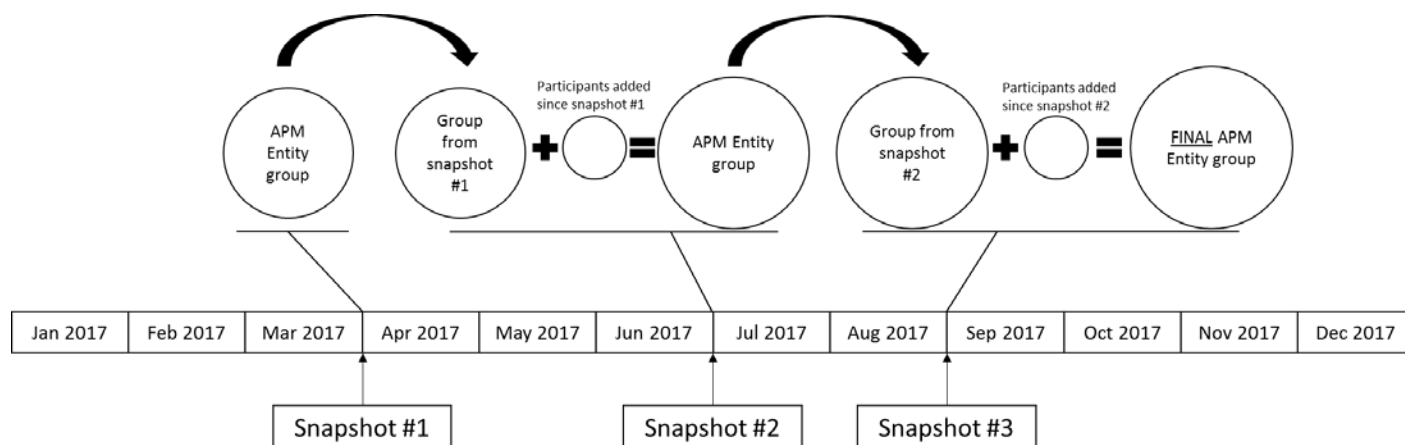 APM
Entity
group
Group
from
snapshot
#1
Participants added
since snapshot #1
APM Entity
group
Group from
snapshot
#2
Participants added
since snapshot #2
FINAL APM
Entity group
Jan 2017
Feb 2017
Mar 2017
Apr 2017
May 2017
Jun 2017
Jul 2017
Aug 2017
Sep 2017
Oct 2017
Nov 2017
Dec 2017
Snapshot #1
Snapshot #2
Snapshot #3